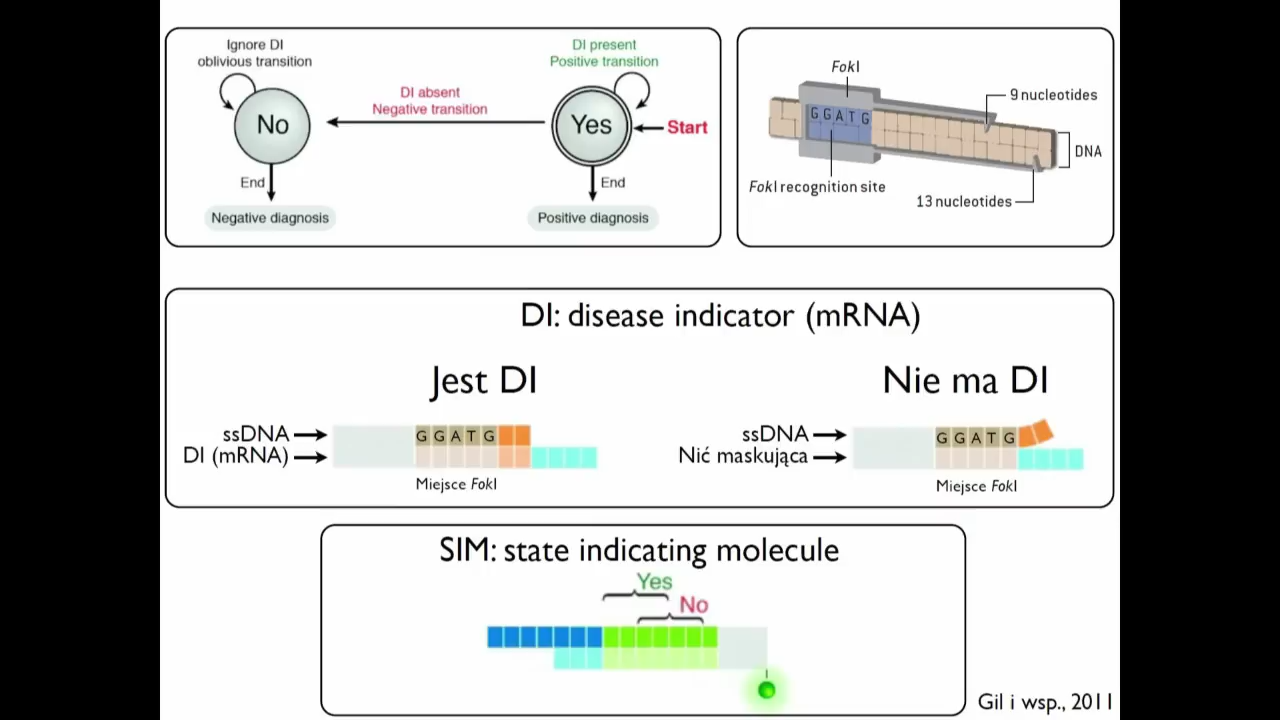 Ignore DI
oblivious transition
DI absent
Negative transition
DI present
Positive transition
No
Yes
Start
End
End
Negative diagnosis
Positive diagnosis
FokI
GGATG
9 nucleotides
DNA
FokI recognition site
13 nucleotides
DI: disease indicator (mRNA)
Jest DI
ssDNA
GGATG
DI (mRNA)
Miejsce FokI
Nie ma DI
ssDNA
GGATG
Nić maskująca
Miejsce FokI
SIM: state indicating molecule
Yes
No
Gil i wsp., 2011